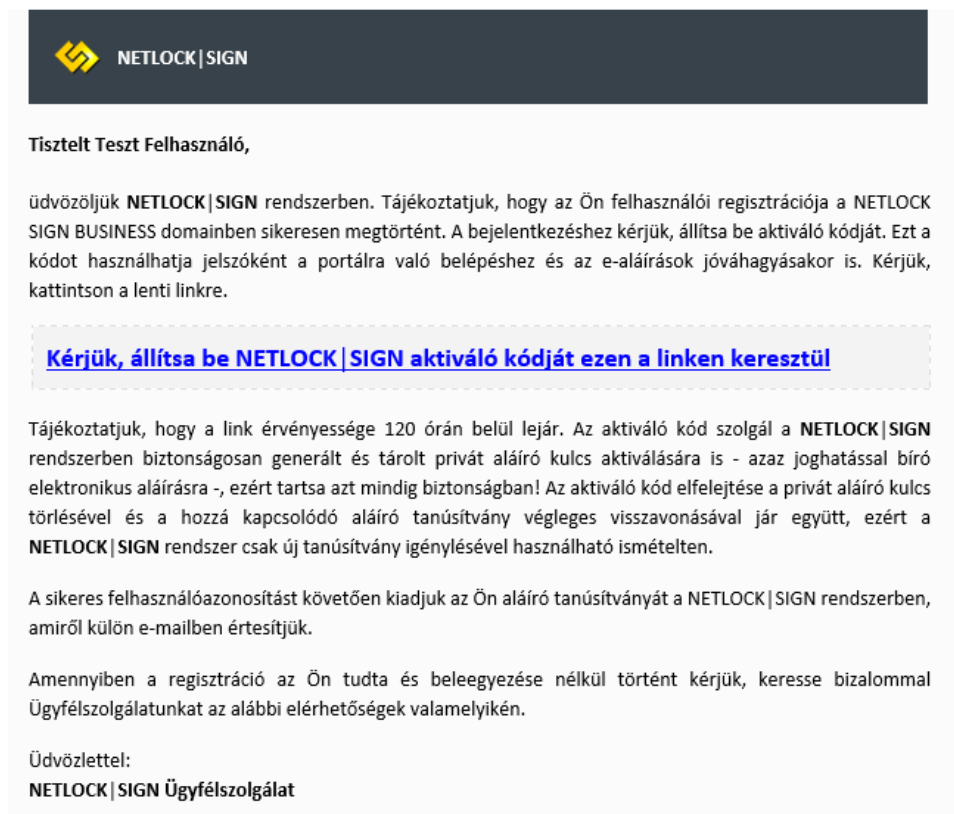 NETLOCK|SIGN
Tisztelt Teszt Felhasználó,
üdvözöljük NETLOCK|SIGN rendszerben. Tájékoztatjuk, hogy az Ön felhasználói regisztrációja a NETLOCK
SIGN BUSINESS domainben sikeresen megtörtént. A bejelentkezéshez kérjük, állítsa be aktiváló kódját. Ezt a
kódot használhatja jelszóként a portálra való belépéshez és az e-aláírások jóváhagyásakor is. Kérjük,
kattintson a lenti linkre.
Kérjük, állítsa be NETLOCK|SIGN aktiváló kódját ezen a linken keresztül
Tájékoztatjuk, hogy a link érvényessége 120 órán belül lejár. Az aktiváló kód szolgál a NETLOCK|SIGN
rendszerben biztonságosan generált és tárolt privát aláíró kulcs aktiválására is - azaz joghatással bíró
elektronikus aláírásra -, ezért tartsa azt mindig biztonságban! Az aktiváló kód elfelejtése a privát aláíró kulcs
törlésével és a hozzá kapcsolódó aláíró tanúsítvány végleges visszavonásával jár együtt, ezért a
NETLOCK|SIGN rendszer csak új tanúsítvány igénylésével használható ismételten.
A sikeres felhasználóazonosítást követően kiadjuk az Ön aláíró tanúsítványát a NETLOCK|SIGN rendszerben,
amiről külön e-mailben értesítjük.
Amennyiben a regisztráció az Ön tudta és beleegyezése nélkül történt kérjük, keresse bizalommal
Ügyfélszolgálatunkat az alábbi elérhetőségek valamelyikén.
Üdvözlettel:
NETLOCK|SIGN Ügyfélszolgálat